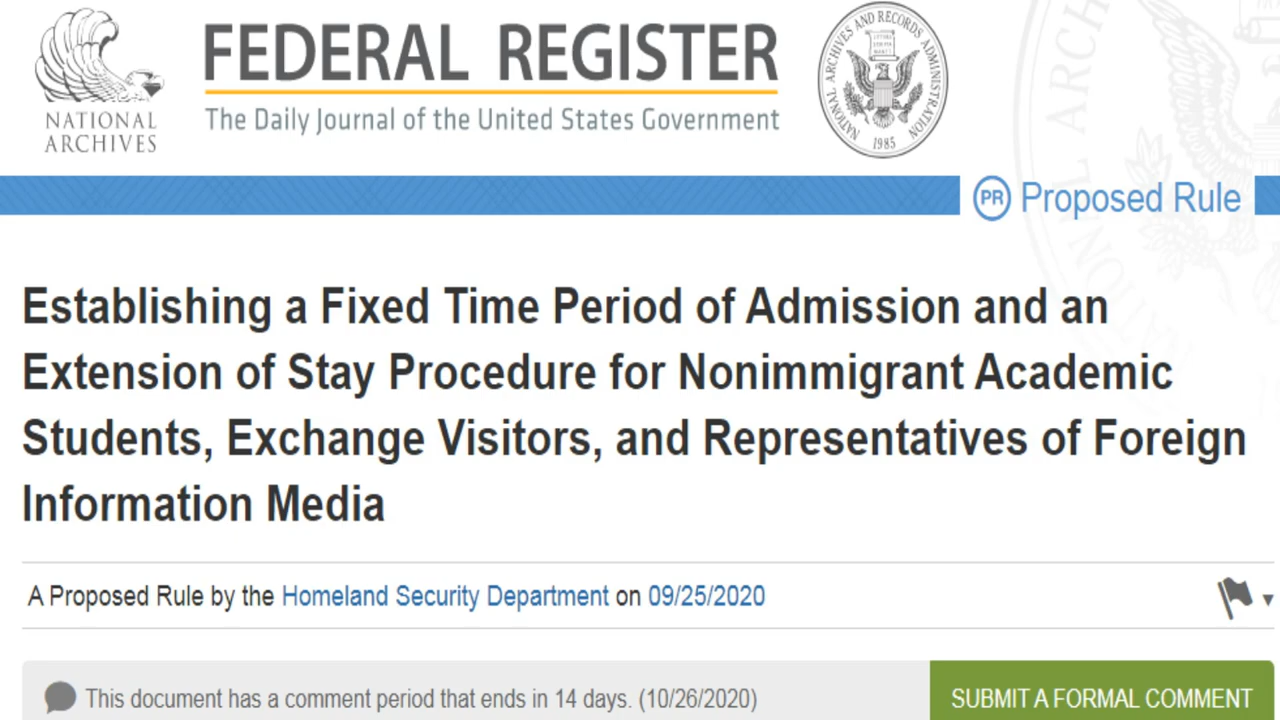 NATIONAL
ARCHIVES
FEDERAL REGISTER
The Daily Journal of the United States Government
NATIONAL ARCHIVES AND RECORDS ADMINISTRATION
1985
PR Proposed Rule
Establishing a Fixed Time Period of Admission and an
Extension of Stay Procedure for Nonimmigrant Academic
Students, Exchange Visitors, and Representatives of Foreign
Information Media
A Proposed Rule by the Homeland Security Department on 09/25/2020
This document has a comment period that ends in 14 days. (10/26/2020)
SUBMIT A FORMAL COMMENT